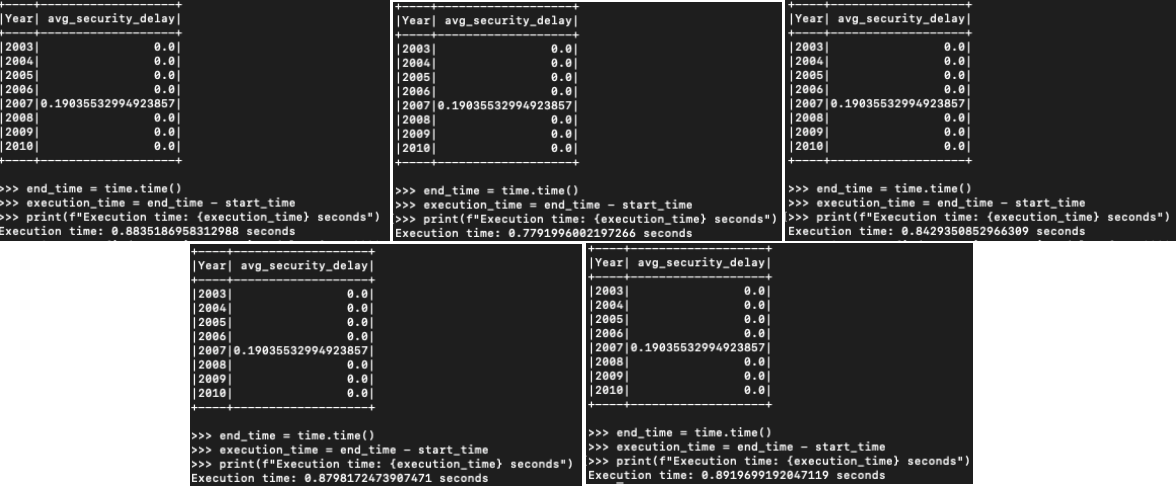 +----+-------------------+
|Year| avg_security_delay|
+----+-------------------+
|2003|                0.0|
|2004|                0.0|
|2005|                0.0|
|2006|                0.0|
|2007|0.19035532994923857|
|2008|                0.0|
|2009|                0.0|
|2010|                0.0|
+----+-------------------+
>>> end_time = time.time()
>>> execution_time = end_time - start_time
>>> print(f"Execution time: {execution_time} seconds")
Execution time: 0.8835186958312988 seconds
+----+-------------------+
|Year| avg_security_delay|
+----+-------------------+
|2003|                0.0|
|2004|                0.0|
|2005|                0.0|
|2006|                0.0|
|2007|0.19035532994923857|
|2008|                0.0|
|2009|                0.0|
|2010|                0.0|
+----+-------------------+
>>> end_time = time.time()
>>> execution_time = end_time - start_time
>>> print(f"Execution time: {execution_time} seconds")
Execution time: 0.7791996002197266 seconds
+----+-------------------+
|Year| avg_security_delay|
+----+-------------------+
|2003|                0.0|
|2004|                0.0|
|2005|                0.0|
|2006|                0.0|
|2007|0.19035532994923857|
|2008|                0.0|
|2009|                0.0|
|2010|                0.0|
+----+-------------------+
>>> end_time = time.time()
>>> execution_time = end_time - start_time
>>> print(f"Execution time: {execution_time} seconds")
Execution time: 0.8429350852966309 seconds
+----+-------------------+
|Year| avg_security_delay|
+----+-------------------+
|2003|                0.0|
|2004|                0.0|
|2005|                0.0|
|2006|                0.0|
|2007|0.19035532994923857|
|2008|                0.0|
|2009|                0.0|
|2010|                0.0|
+----+-------------------+
>>> end_time = time.time()
>>> execution_time = end_time - start_time
>>> print(f"Execution time: {execution_time} seconds")
Execution time: 0.8798172473907471 seconds
+----+-------------------+
|Year| avg_security_delay|
+----+-------------------+
|2003|                0.0|
|2004|                0.0|
|2005|                0.0|
|2006|                0.0|
|2007|0.19035532994923857|
|2008|                0.0|
|2009|                0.0|
|2010|                0.0|
+----+-------------------+
>>> end_time = time.time()
>>> execution_time = end_time - start_time
>>> print(f"Execution time: {execution_time} seconds")
Execution time: 0.8919699192047119 seconds